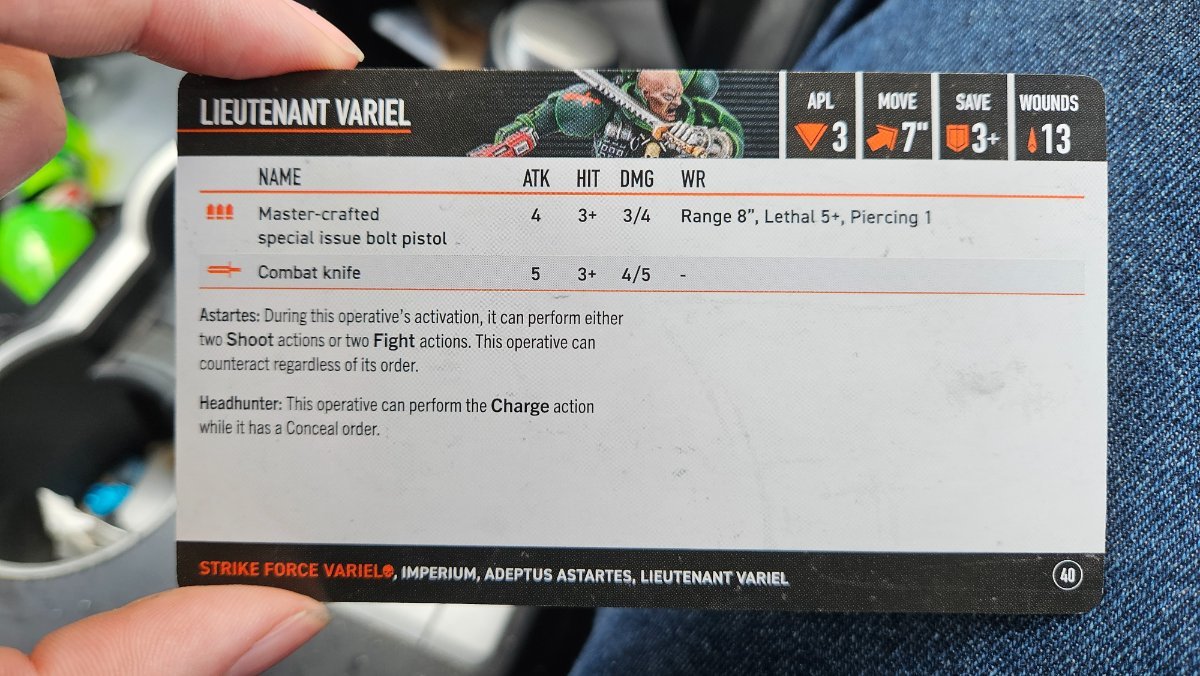 LIEUTENANT VARIEL
APL MOVE SAVE WOUNDS
3 7" 3+ 13
NAME ATK HIT DMG WR
Master-crafted 4 3+ 3/4 Range 8", Lethal 5+, Piercing 1
special issue bolt pistol
Combat knife 5 3+ 4/5 -
Astartes: During this operative's activation, it can perform either
two Shoot actions or two Fight actions. This operative can
counteract regardless of its order.
Headhunter: This operative can perform the Charge action
while it has a Conceal order.
STRIKE FORCE VARIEL, IMPERIUM, ADEPTUS ASTARTES, LIEUTENANT VARIEL 40